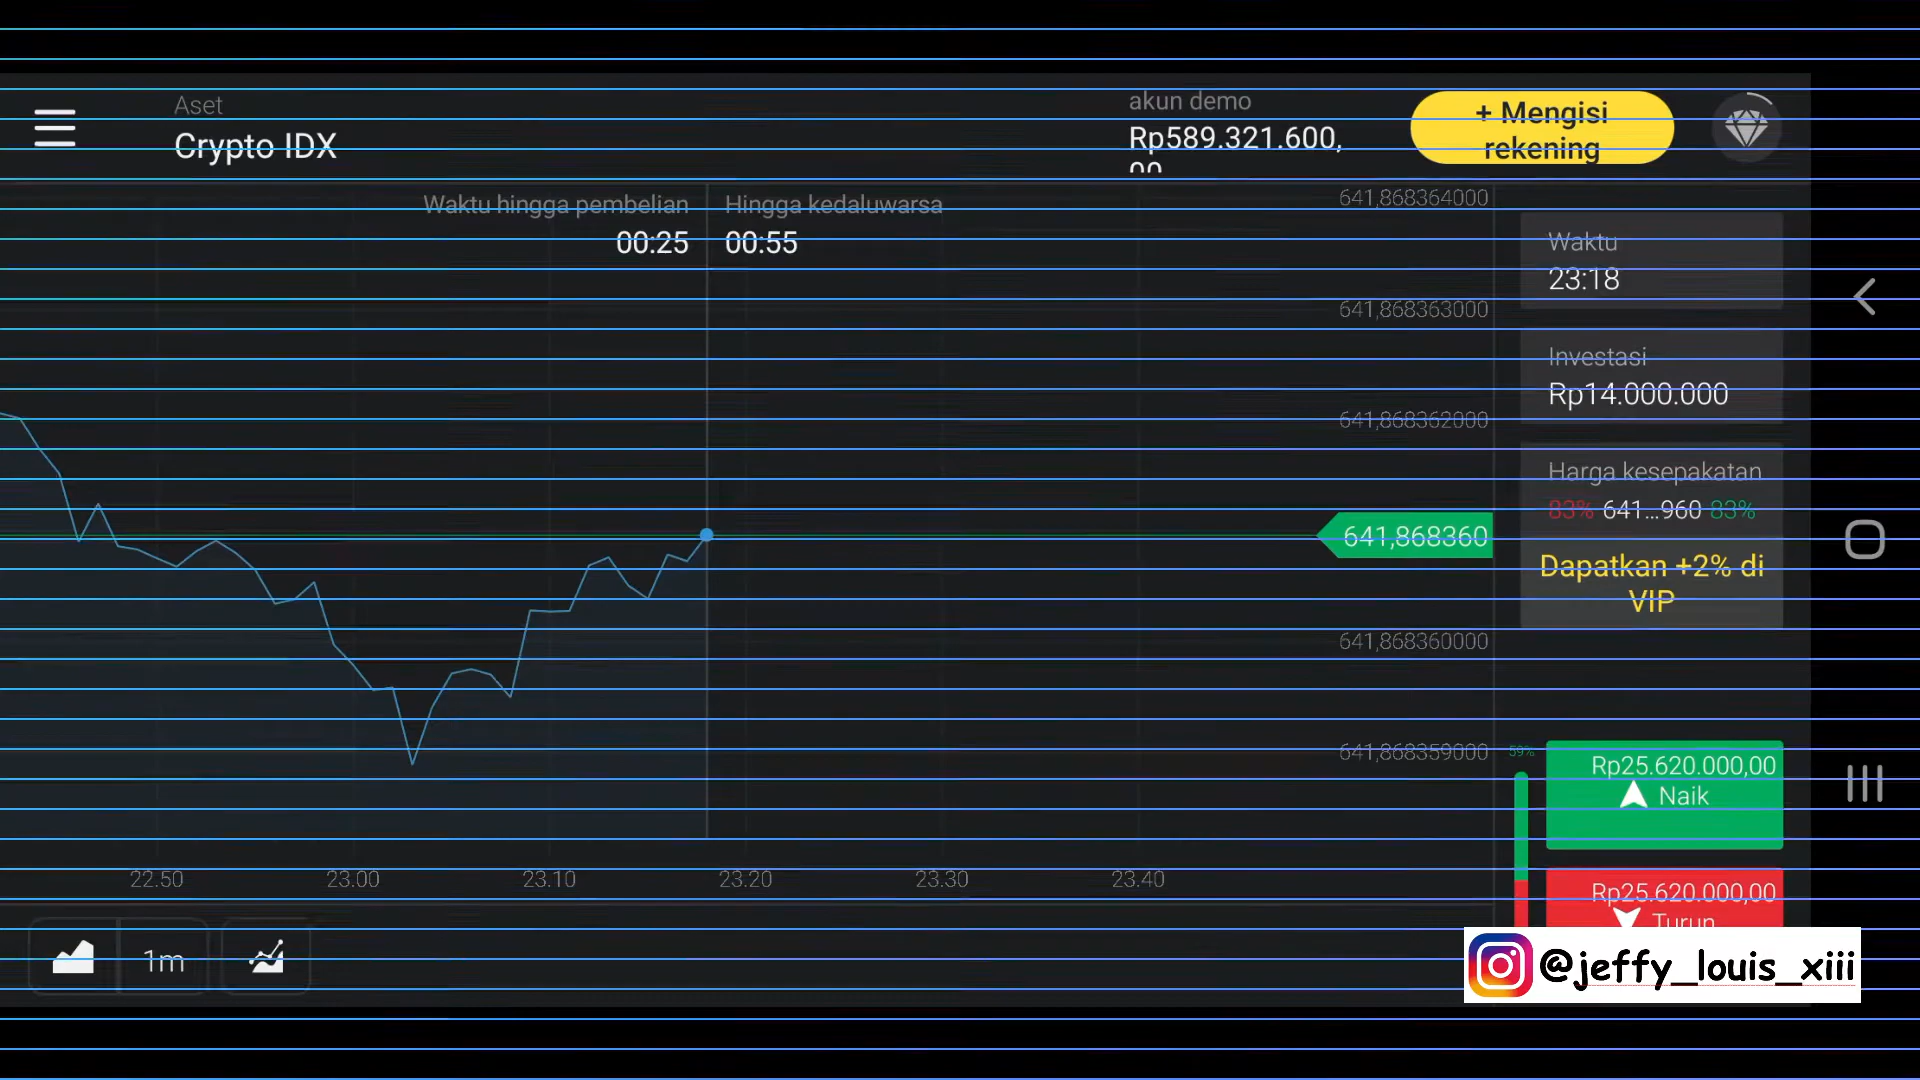 Aset
Crypto IDX
akun demo
Rp589.321.600,
00
+ Mengisi
rekening
Waktu hingga pembelian
00:25
Hingga kedaluwarsa
00:55
641,868364000
641,868363000
641,868362000
641,868360
641,868360000
641,868359000
Waktu
23:18
Investasi
Rp14.000.000
Harga kesepakatan
83% 641...960 83%
Dapatkan +2% di
VIP
59%
Rp25.620.000,00
Naik
Rp25.620.000,00
Turun
22.50 23.00 23.10 23.20 23.30 23.40
1m
@jeffy_louis_xiii